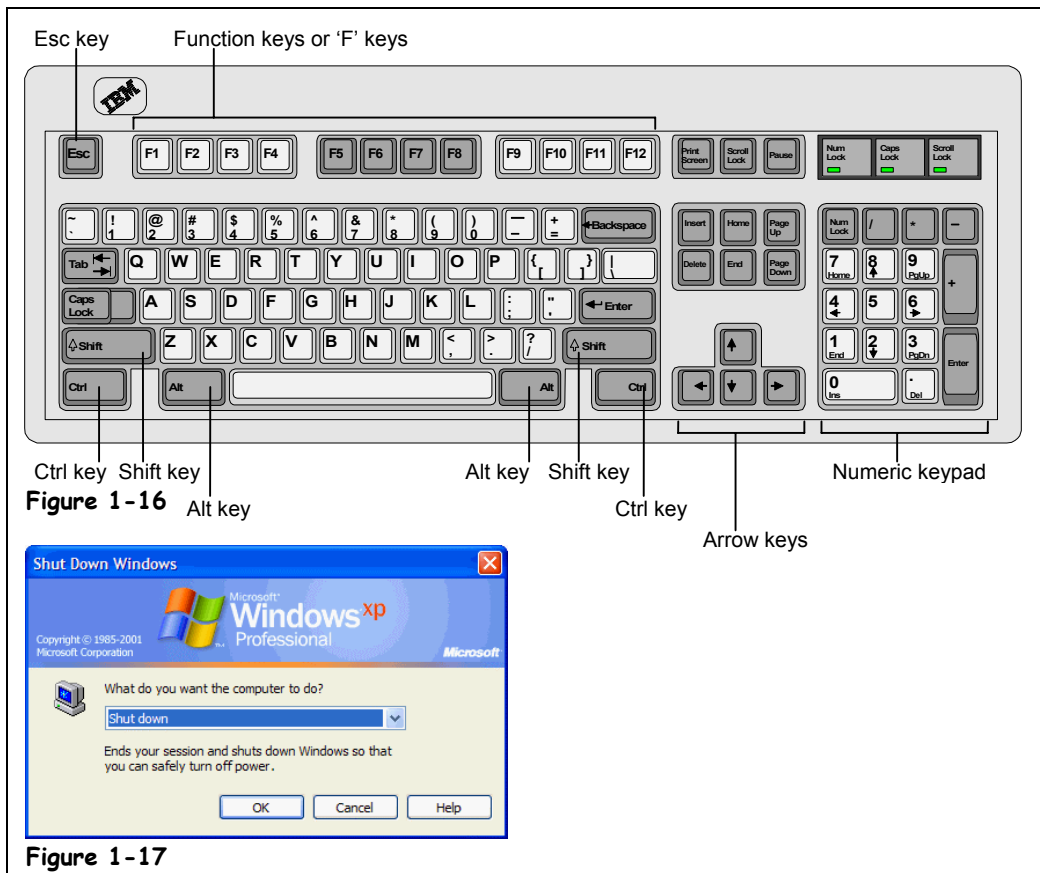 Esc key Function keys or 'F' keys
IBM
Esc F1 F2 F3 F4 F5 F6 F7 F8 F9 F10 F11 F12 Print Screen Scroll Lock Pause Num Lock Caps Lock Scroll Lock
~ ` ! 1 @ 2 # 3 $ 4 % 5 ^ 6 & 7 * 8 ( 9 ) 0 — – + = Backspace Insert Home Page Up Num Lock / * –
Tab Q W E R T Y U I O P { [ } ] | \ Delete End Page Down 7 Home 8 9 PgUp +
Caps Lock A S D F G H J K L : ; " ' Enter 4 5 6
Shift Z X C V B N M < , > . ? / Shift 1 End 2 3 PgDn Enter
Ctrl Alt Alt Ctrl 0 Ins . Del
Ctrl key Shift key Alt key Shift key Numeric keypad
Figure 1-16 Alt key Ctrl key
Arrow keys
Shut Down Windows
Microsoft
Windows xp
Professional
Copyright © 1985-2001
Microsoft Corporation
Microsoft
What do you want the computer to do?
Shut down
Ends your session and shuts down Windows so that
you can safely turn off power.
OK Cancel Help
Figure 1-17